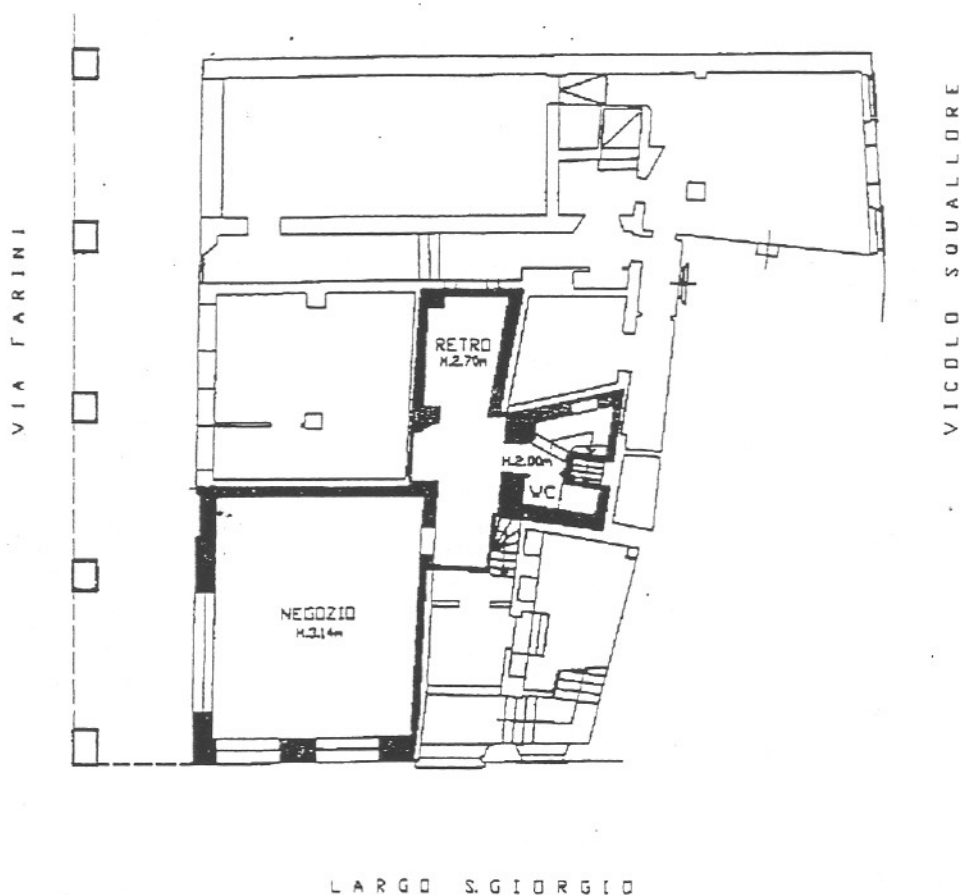 VIA FARINI
VICOLO SQUALLORE
RETRO
H.2.70m
H.2.00m
WC
NEGOZIO
H.3.14m
LARGO S.GIORGIO